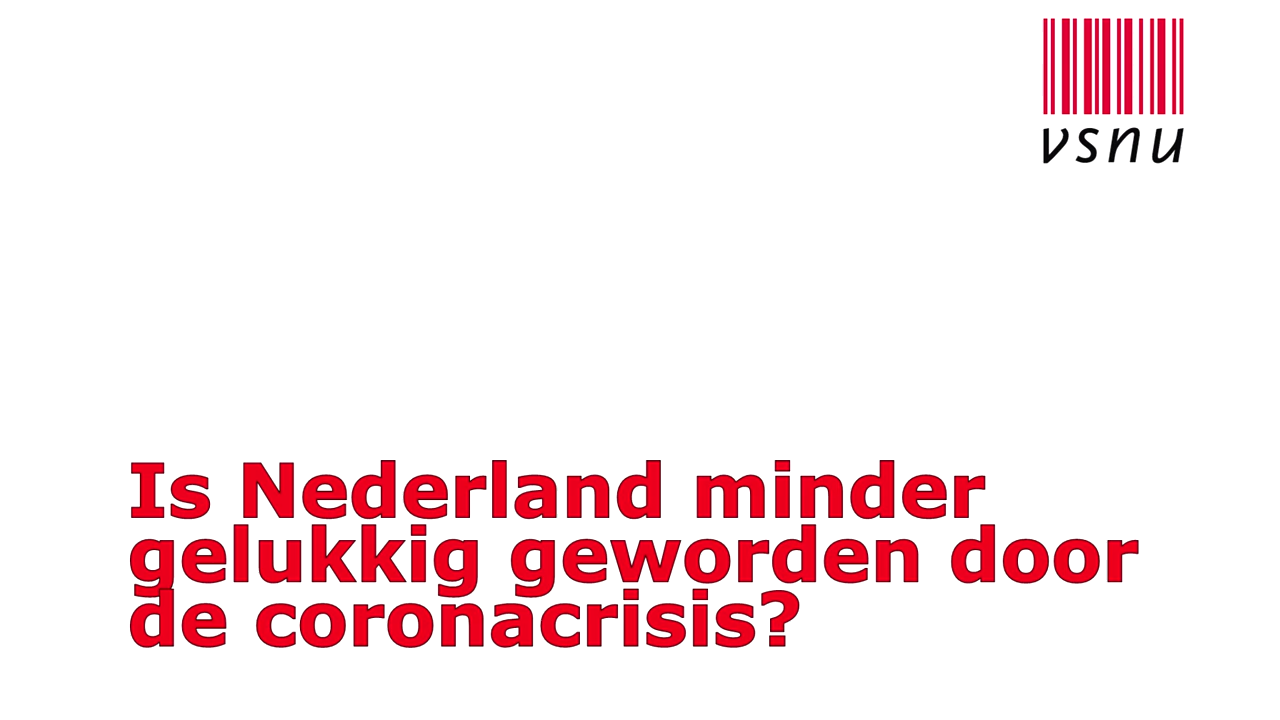 vsnu
Is Nederland minder
gelukkig geworden door
de coronacrisis?